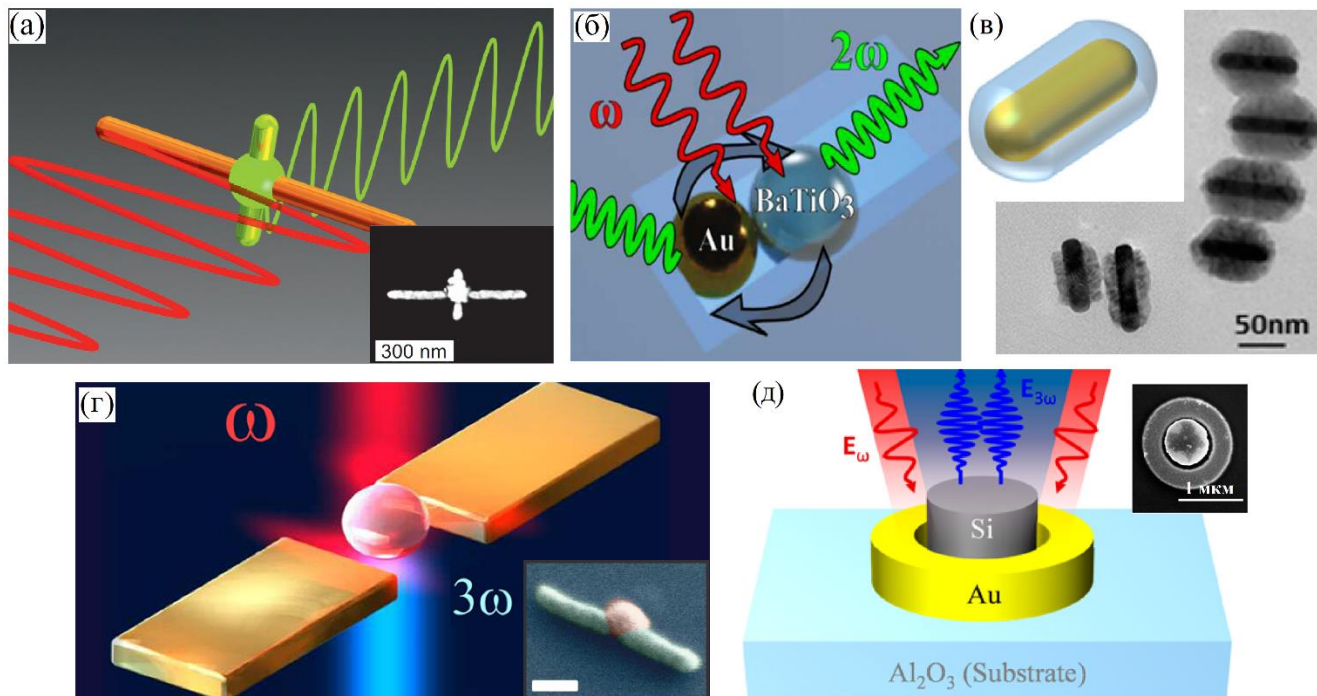 (а)
300 nm
(б)
ω
2ω
Au
BaTiO₃
(в)
50nm
(г)
ω
3ω
(д)
Eω
E3ω
1 мкм
Si
Au
Al₂O₃ (Substrate)